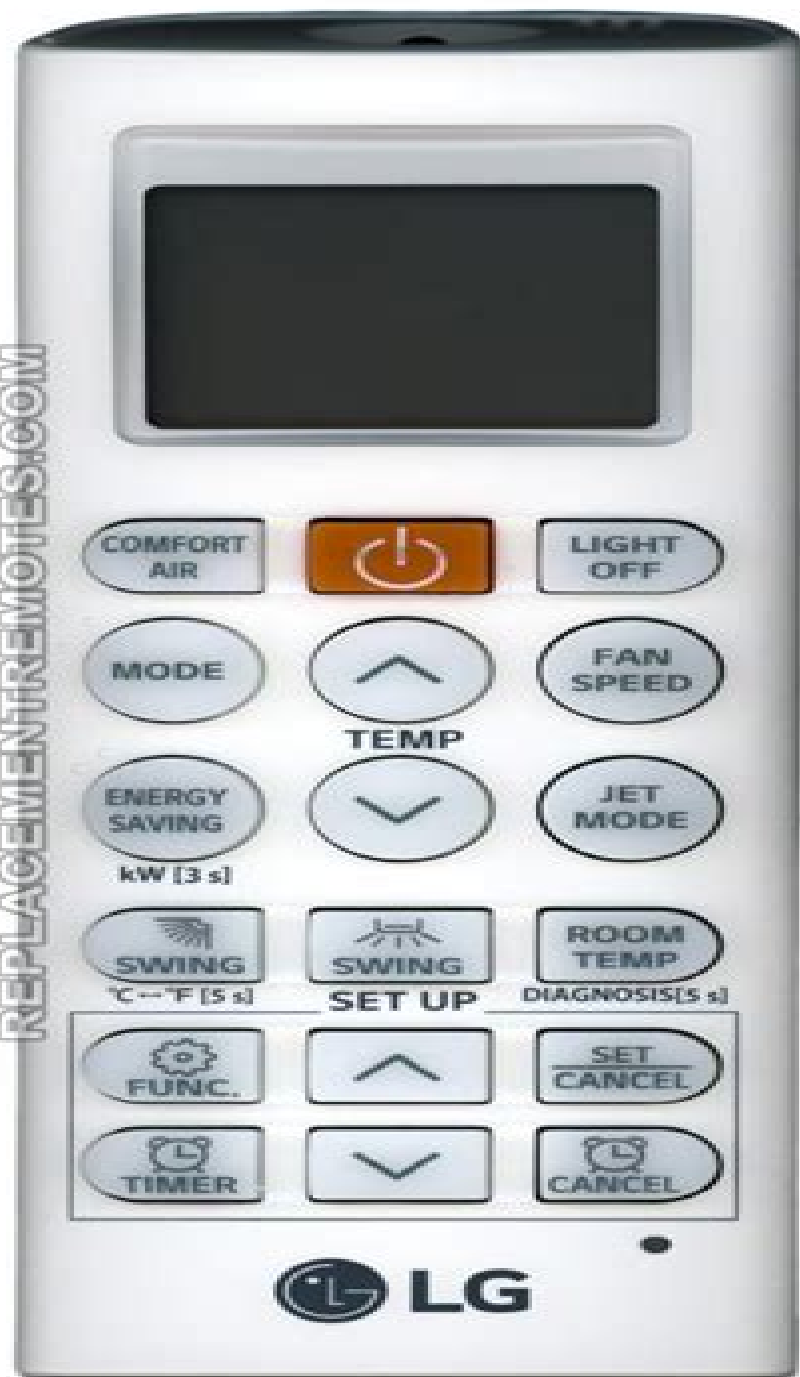 REPLACEMENTREMOTES.COM
COMFORT
AIR
LIGHT
OFF
MODE
FAN
SPEED
TEMP
ENERGY
SAVING
JET
MODE
kW [3 s]
SWING
SWING
ROOM
TEMP
°C↔°F [5 s]
SET UP
DIAGNOSIS[5 s]
FUNC.
SET
CANCEL
TIMER
CANCEL
LG